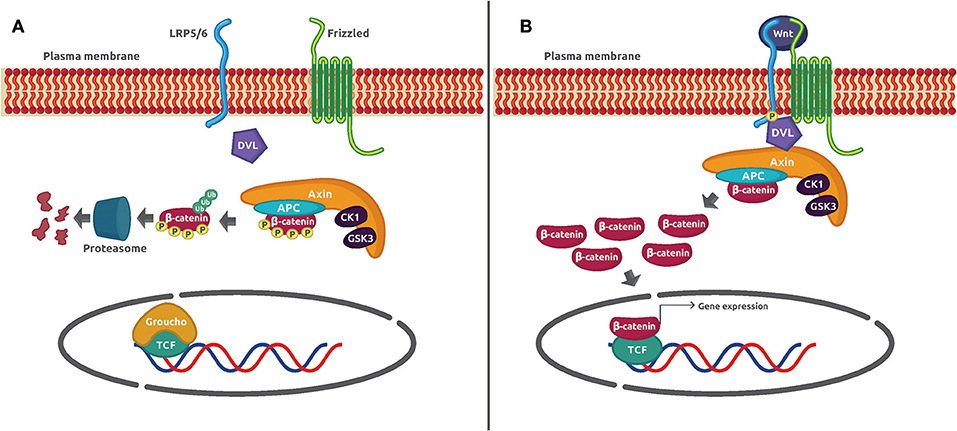 A
LRP5/6
Frizzled
Plasma membrane
DVL
Axin
APC
β-catenin
P P P P
CK1
GSK3
Ub
Ub
Ub
β-catenin
P P P P
Proteasome
Groucho
TCF
B
Wnt
Plasma membrane
P
DVL
Axin
APC
β-catenin
CK1
GSK3
β-catenin
β-catenin
β-catenin
β-catenin
β-catenin
Gene expression
β-catenin
TCF